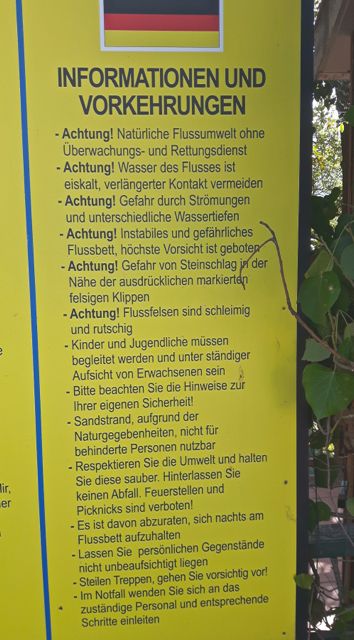 INFORMATIONEN UND
VORKEHRUNGEN
- Achtung! Natürliche Flussumwelt ohne
Überwachungs- und Rettungsdienst
- Achtung! Wasser des Flusses ist
eiskalt, verlängerter Kontakt vermeiden
- Achtung! Gefahr durch Strömungen
und unterschiedliche Wassertiefen
- Achtung! Instabiles und gefährliches
Flussbett, höchste Vorsicht ist geboten
- Achtung! Gefahr von Steinschlag in der
Nähe der ausdrücklichen markierten
felsigen Klippen
- Achtung! Flussfelsen sind schleimig
und rutschig
- Kinder und Jugendliche müssen
begleitet werden und unter ständiger
Aufsicht von Erwachsenen sein
- Bitte beachten Sie die Hinweise zur
Ihrer eigenen Sicherheit!
- Sandstrand, aufgrund der
Naturgegebenheiten, nicht für
behinderte Personen nutzbar
- Respektieren Sie die Umwelt und halten
Sie diese sauber. Hinterlassen Sie
keinen Abfall. Feuerstellen und
Picknicks sind verboten!
- Es ist davon abzuraten, sich nachts am
Flussbett aufzuhalten
- Lassen Sie persönlichen Gegenstände
nicht unbeaufsichtigt liegen
- Steilen Treppen, gehen Sie vorsichtig vor!
- Im Notfall wenden Sie sich an das
zuständige Personal und entsprechende
Schritte einleiten